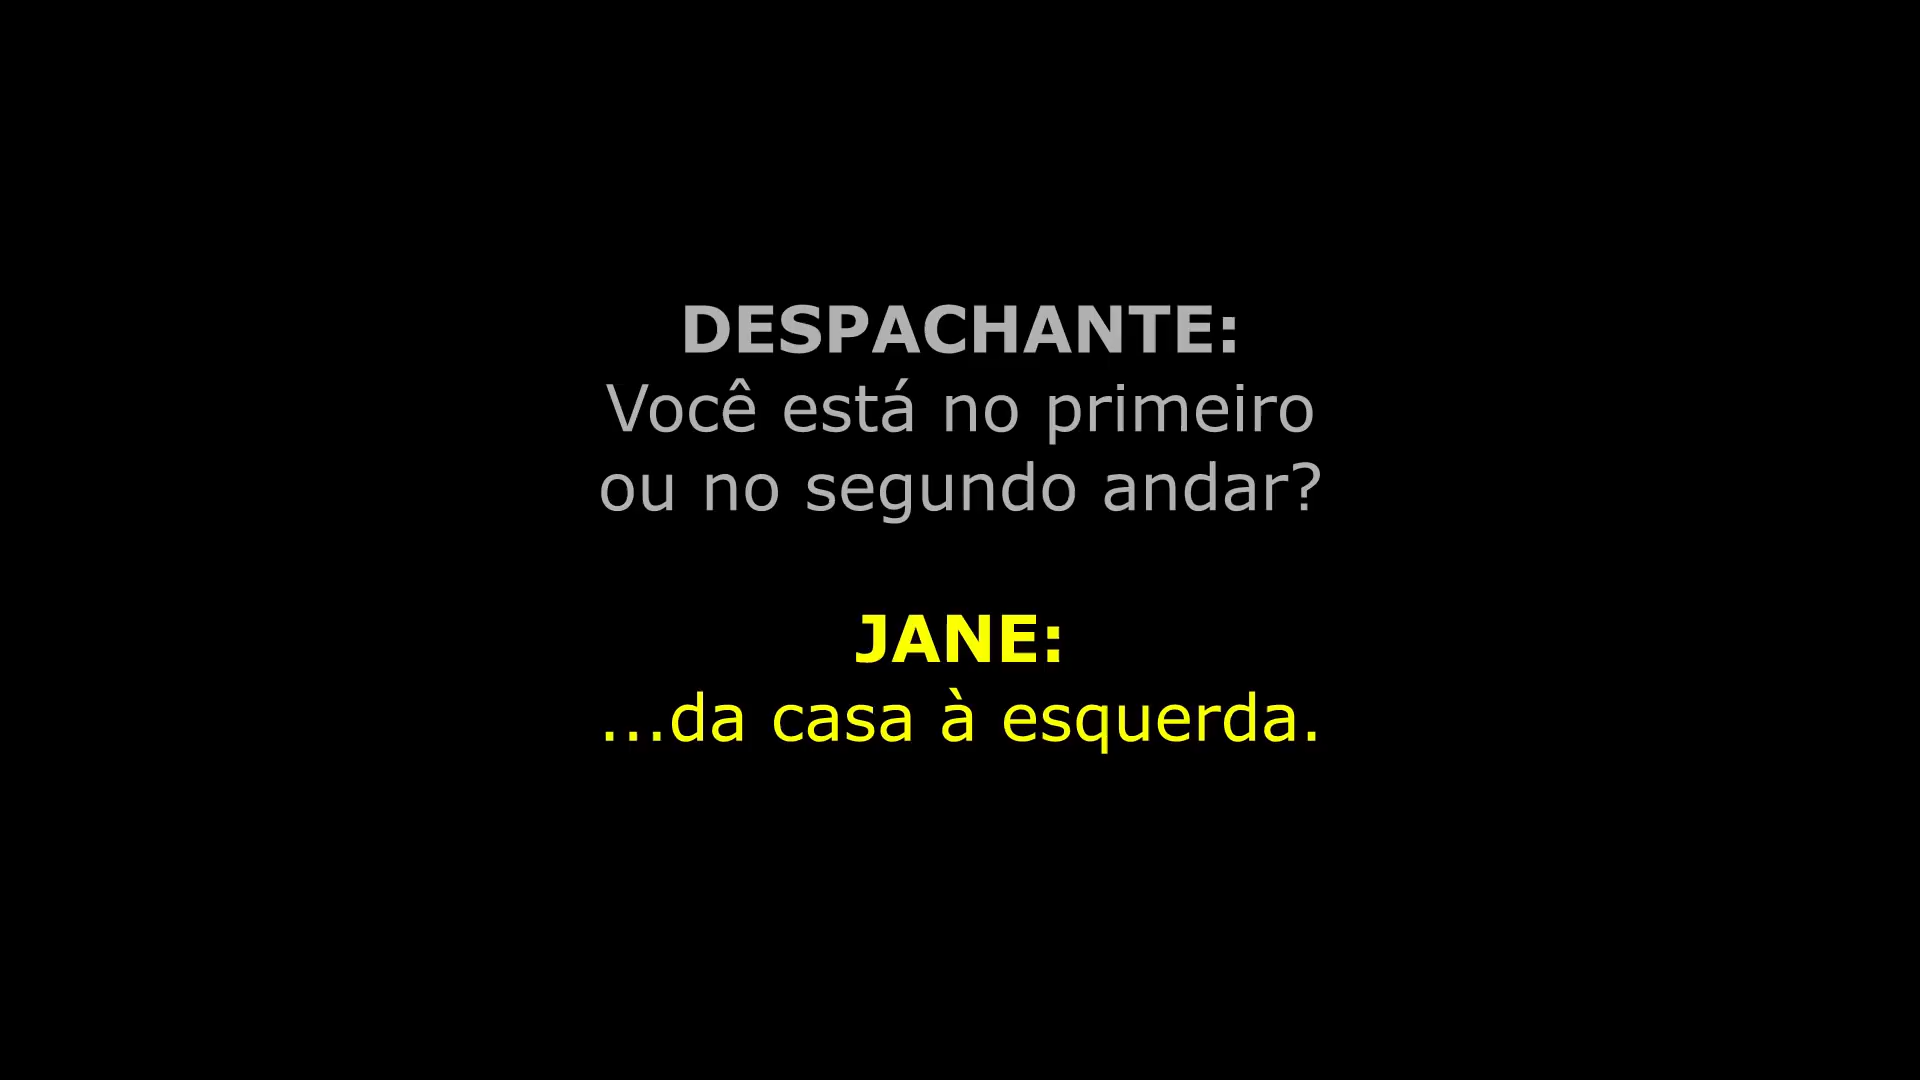 DESPACHANTE:
Você está no primeiro
ou no segundo andar?
JANE:
...da casa à esquerda.